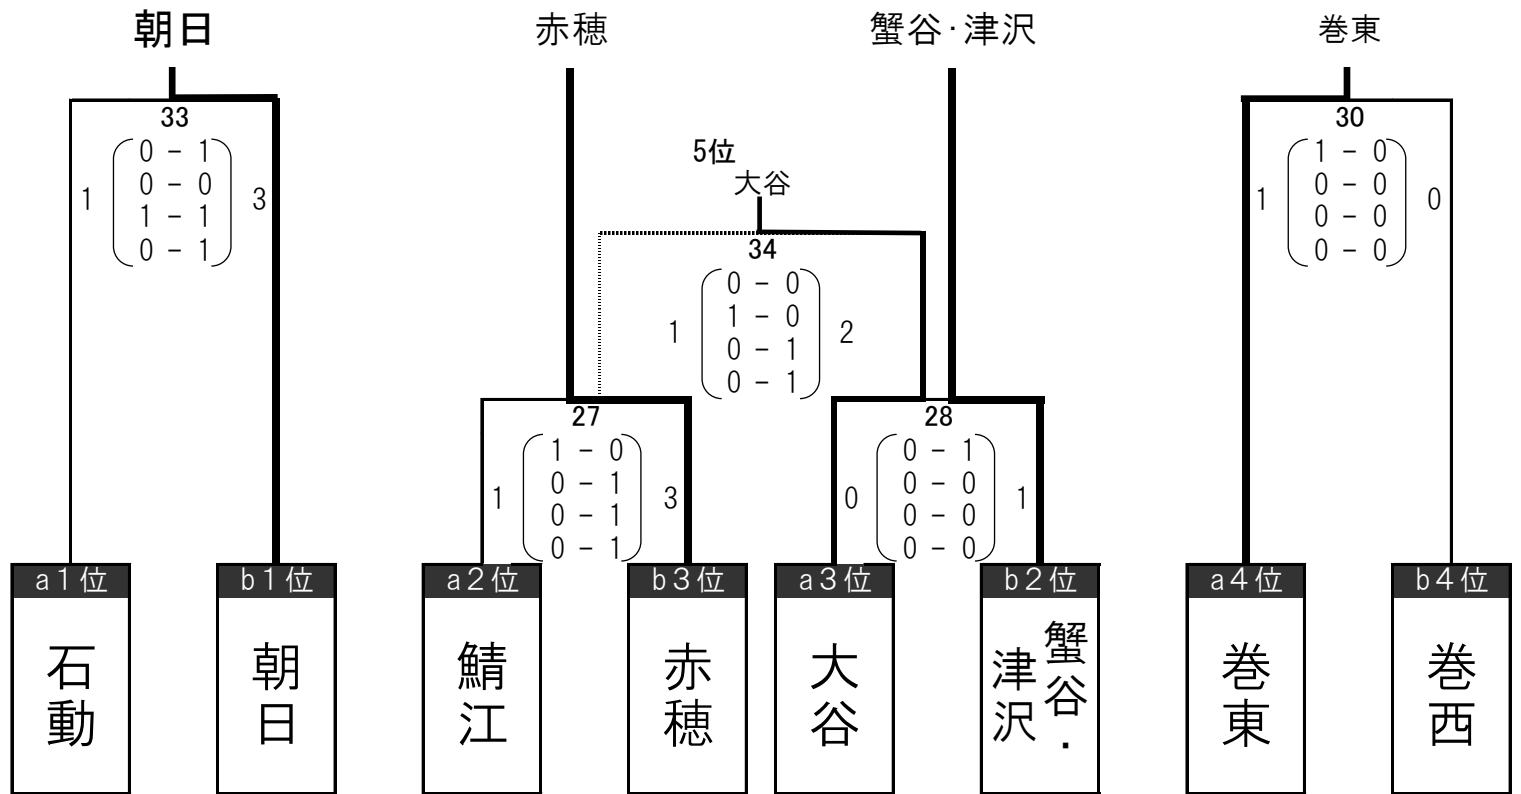 朝日
赤穂
蟹谷・津沢
巻東
33
1
0 - 1
0 - 0
1 - 1
0 - 1
3
5位
大谷
34
1
0 - 0
1 - 0
0 - 1
0 - 1
2
30
1
1 - 0
0 - 0
0 - 0
0 - 0
0
27
1
1 - 0
0 - 1
0 - 1
0 - 1
3
28
0
0 - 1
0 - 0
0 - 0
0 - 0
1
a1位
石動
b1位
朝日
a2位
鯖江
b3位
赤穂
a3位
大谷
b2位
蟹谷・
津沢
a4位
巻東
b4位
巻西